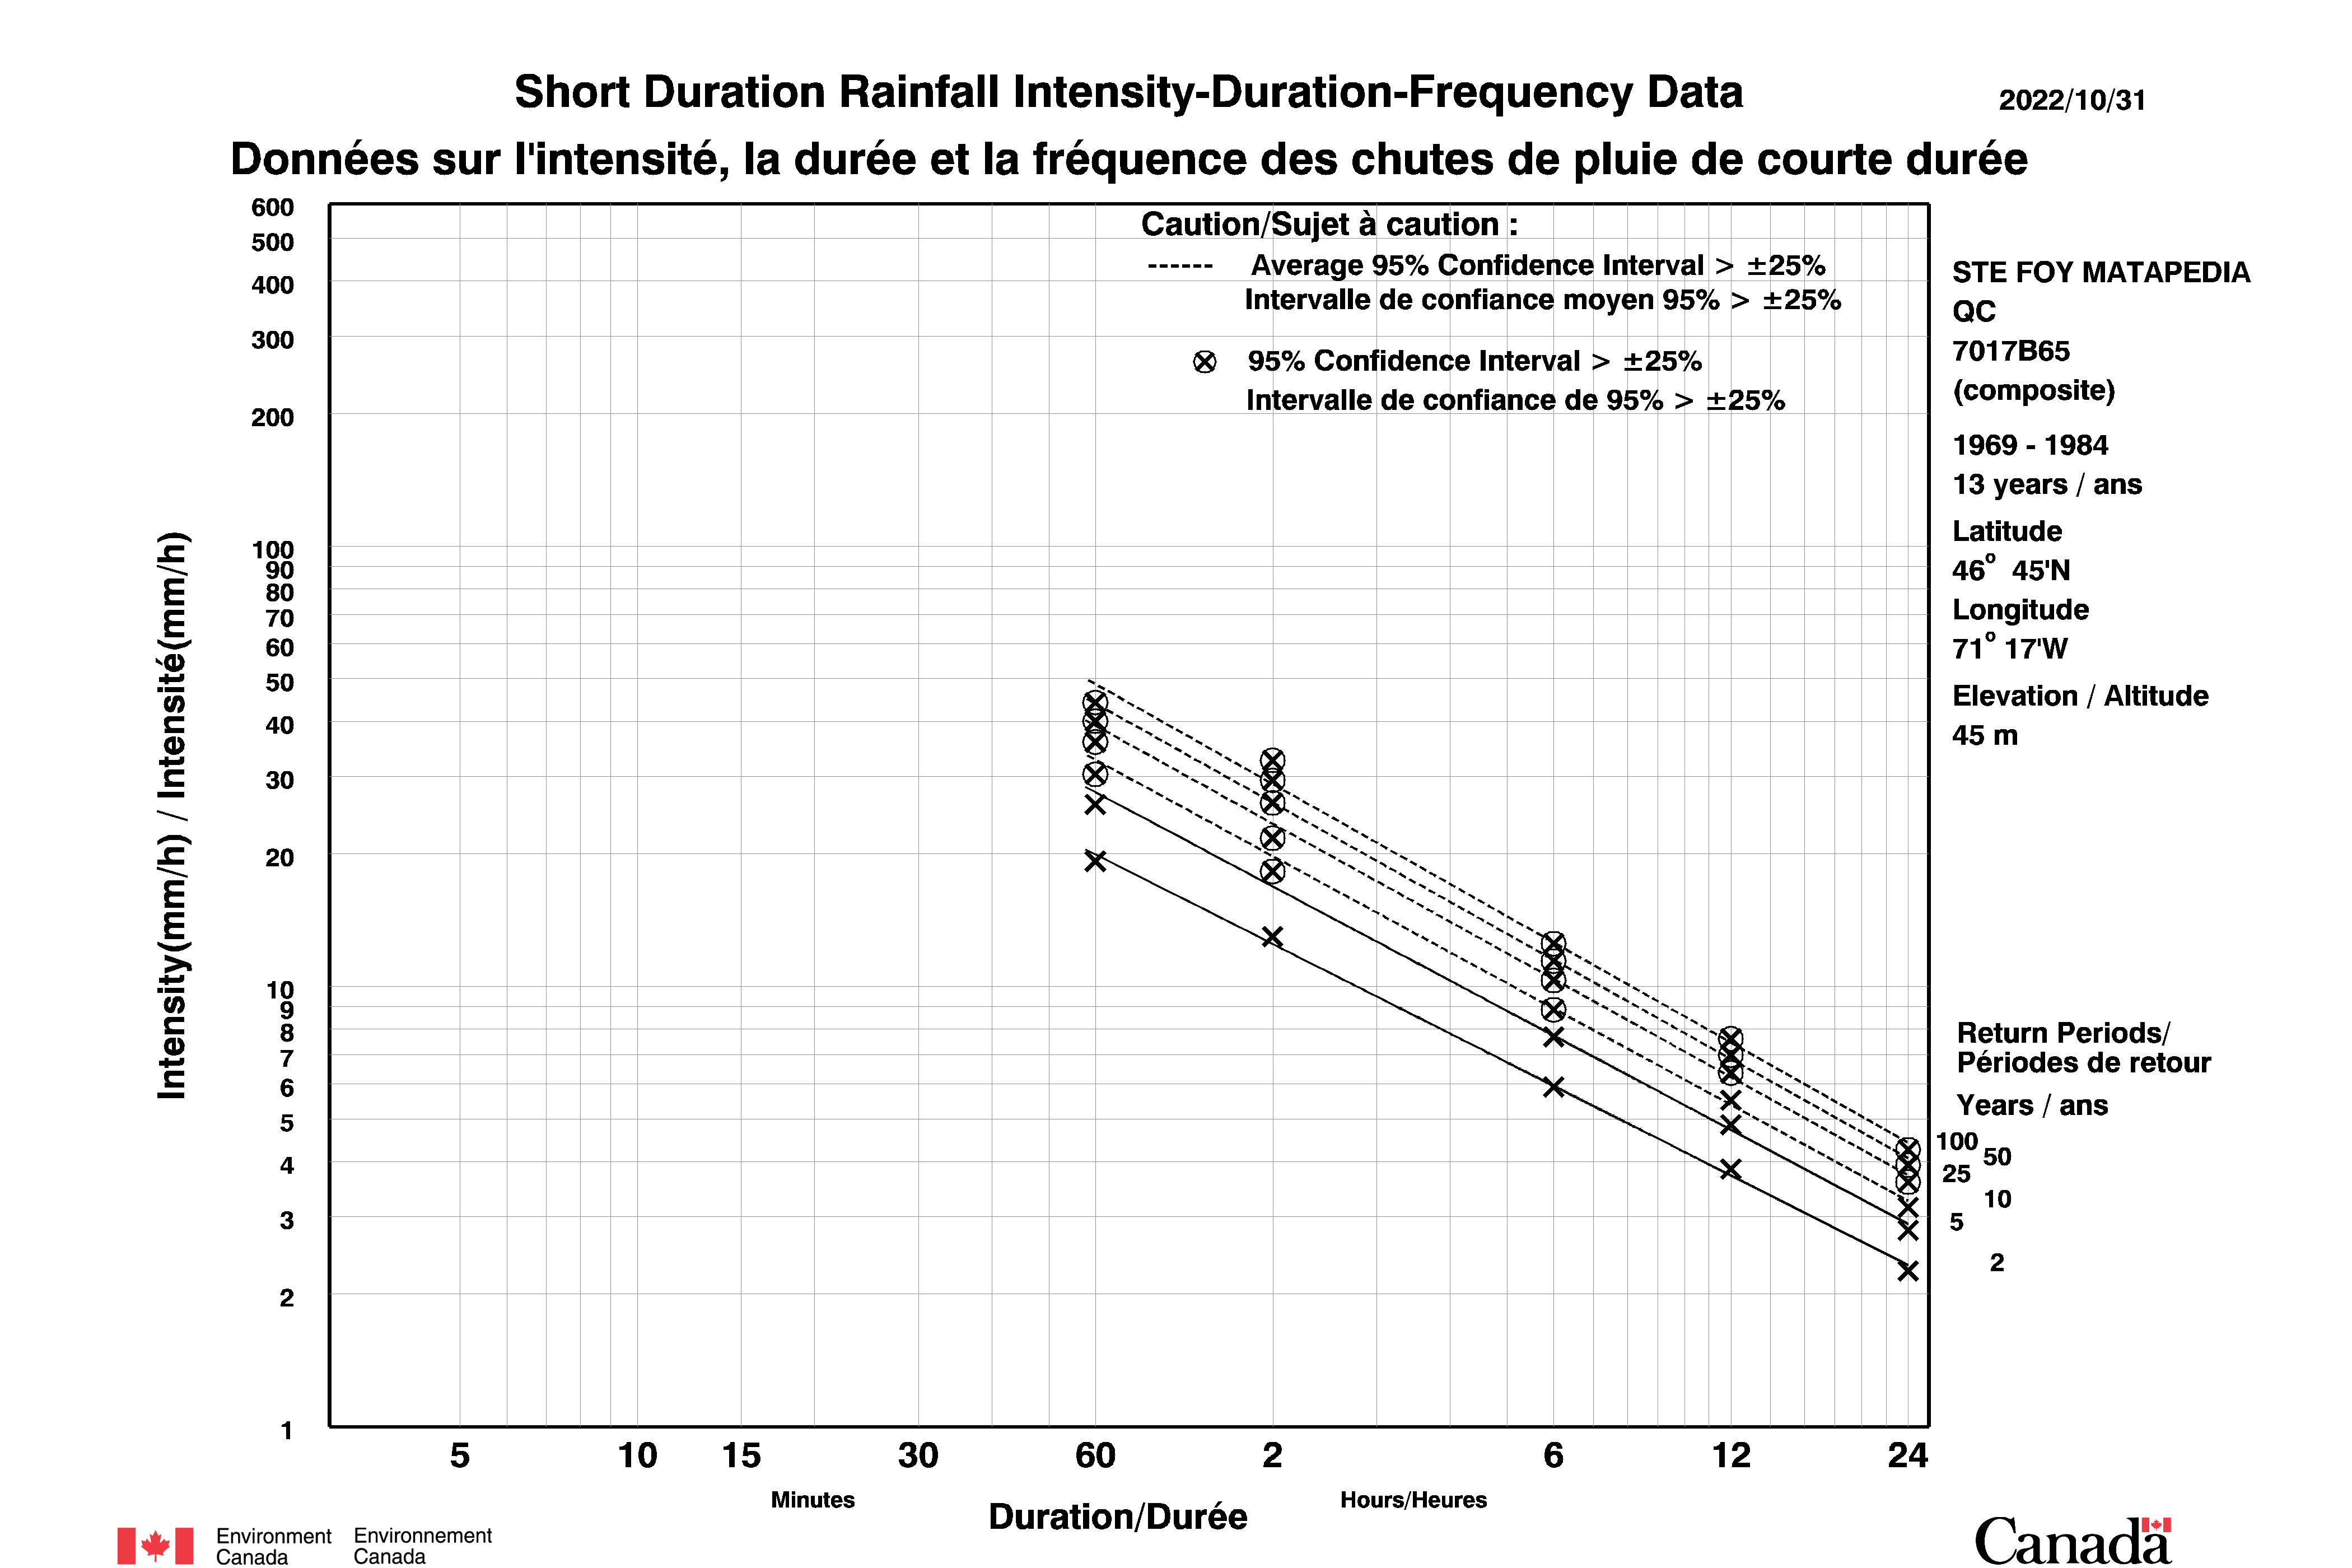 Short Duration Rainfall Intensity-Duration-Frequency Data
2022/10/31
Données sur l'intensité, la durée et la fréquence des chutes de pluie de courte durée
Caution/Sujet à caution :
Average 95% Confidence Interval > ±25%
Intervalle de confiance moyen 95% > ±25%
95% Confidence Interval > ±25%
Intervalle de confiance de 95% > ±25%
STE FOY MATAPEDIA
QC
7017B65
(composite)
1969 - 1984
13 years / ans
Latitude
46° 45'N
Longitude
71° 17'W
Elevation / Altitude
45 m
Return Periods/
Périodes de retour
Years / ans
100
50
25
10
5
2
Intensity(mm/h) / Intensité(mm/h)
600
500
400
300
200
100
90
80
70
60
50
40
30
20
10
9
8
7
6
5
4
3
2
1
5 10 15 30 60 2 6 12 24
Minutes
Hours/Heures
Duration/Durée
Environment
Canada
Environnement
Canada
Canada